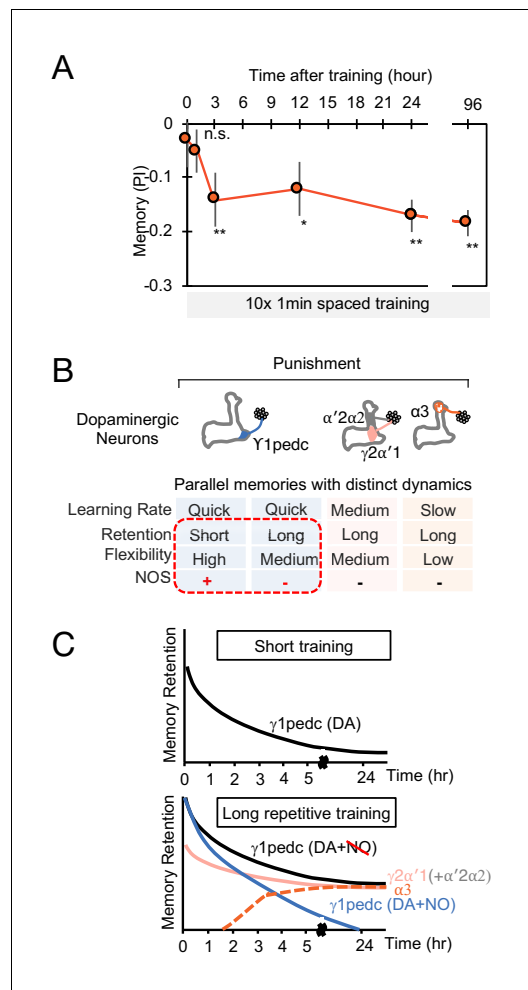 A
Time after training (hour)
0 3 6 9 12 15 18 21 24 96
0
-0.1
-0.2
-0.3
Memory (PI)
n.s.
**
*
**
**
10x 1min spaced training
B
Punishment
Dopaminergic
Neurons
ϒ1pedc
α′2α2
γ2α′1
α3
Parallel memories with distinct dynamics
Learning Rate Quick Quick Medium Slow
Retention Short Long Long Long
Flexibility High Medium Medium Low
NOS + - - -
C
Short training
Memory Retention
γ1pedc (DA)
0 1 2 3 4 5 24 Time (hr)
Long repetitive training
Memory Retention
γ1pedc (DA+NO)
γ2α′1(+α′2α2)
α3
γ1pedc (DA+NO)
0 1 2 3 4 5 24 Time (hr)